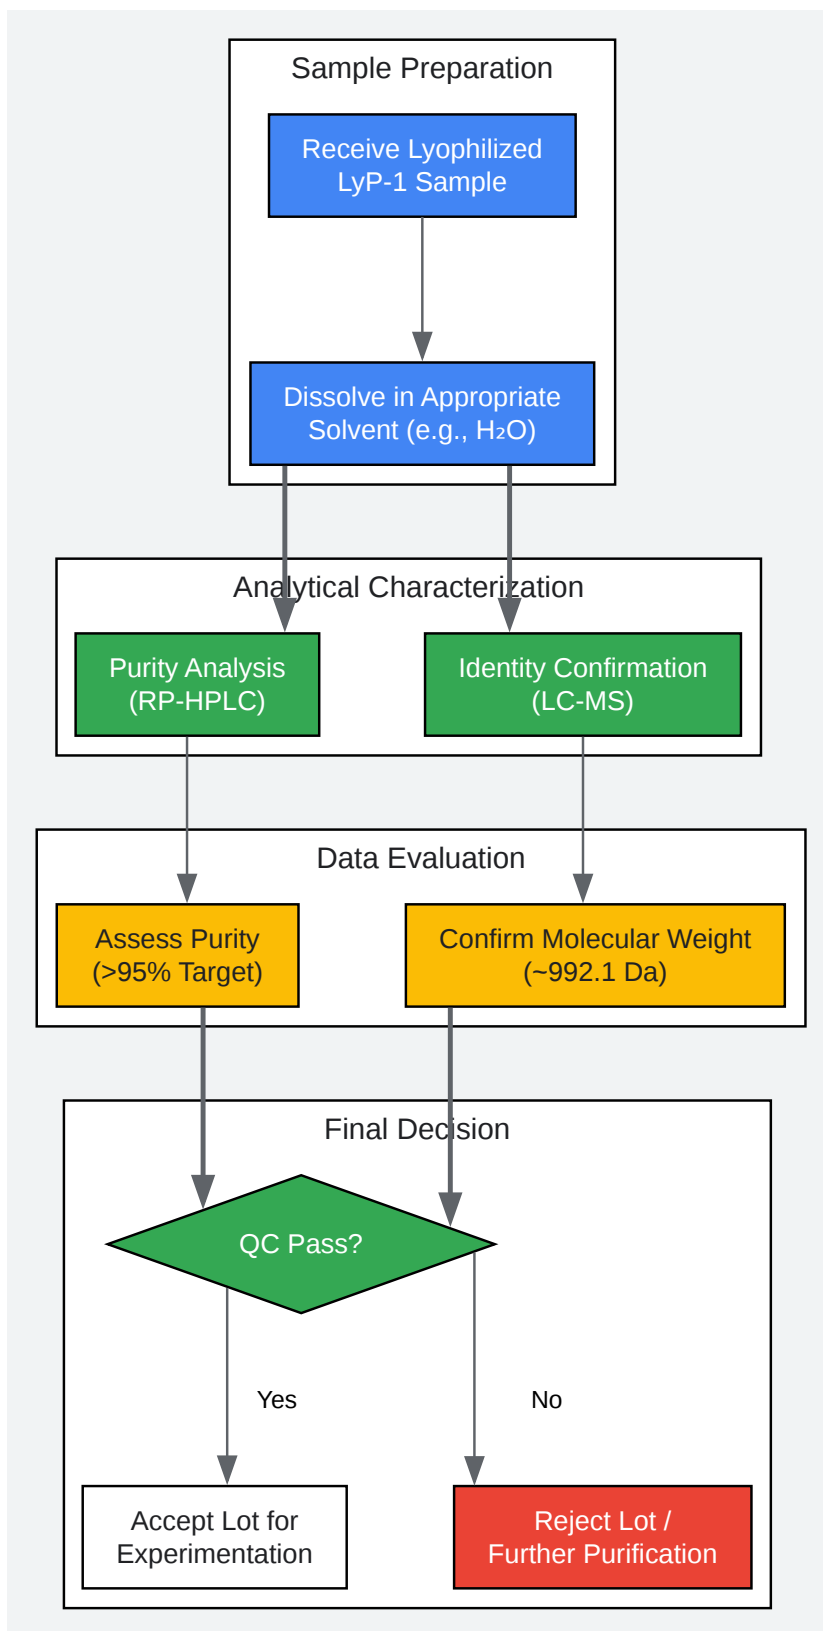 Sample Preparation
Receive Lyophilized
LyP-1 Sample
Dissolve in Appropriate
Solvent (e.g., H₂O)
Analytical Characterization
Purity Analysis
(RP-HPLC)
Identity Confirmation
(LC-MS)
Data Evaluation
Assess Purity
(>95% Target)
Confirm Molecular Weight
(~992.1 Da)
Final Decision
QC Pass?
Yes
No
Accept Lot for
Experimentation
Reject Lot /
Further Purification